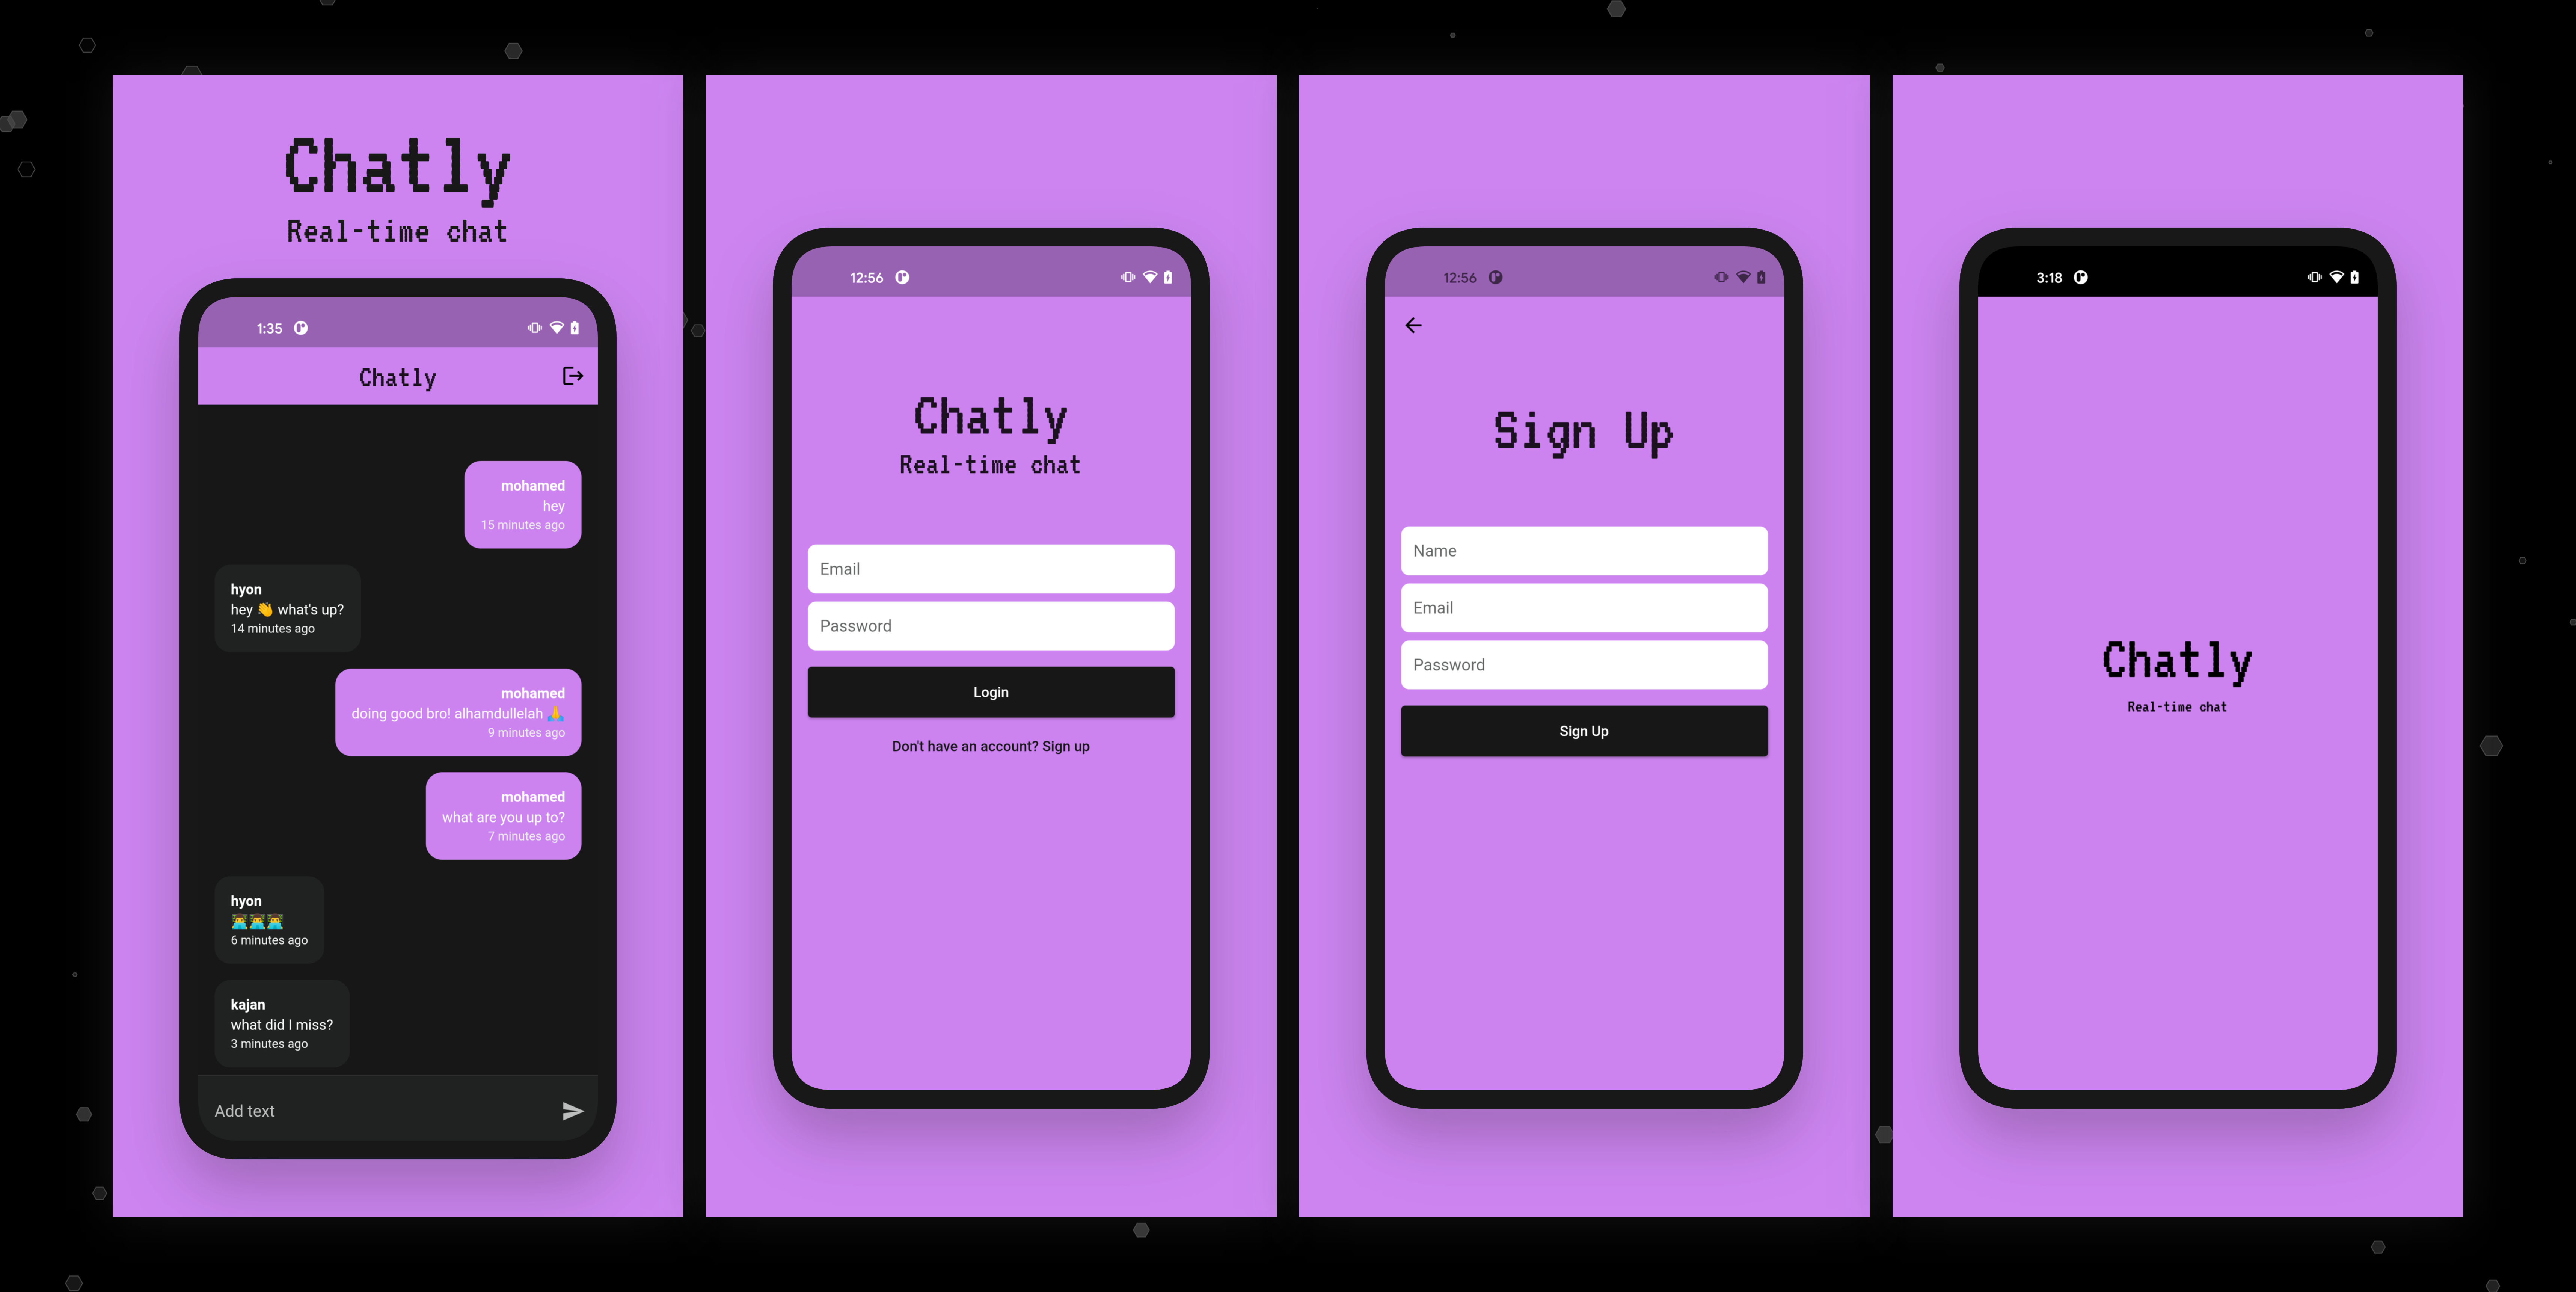 Chatly
Real-time chat
1:35
Chatly
mohamed
hey
15 minutes ago
hyon
hey 👋 what's up?
14 minutes ago
mohamed
doing good bro! alhamdullelah 🙏
9 minutes ago
mohamed
what are you up to?
7 minutes ago
hyon
👨‍💻👨‍💻👨‍💻
6 minutes ago
kajan
what did I miss?
3 minutes ago
Add text
12:56
Chatly
Real-time chat
Email
Password
Login
Don't have an account? Sign up
12:56
Sign Up
Name
Email
Password
Sign Up
3:18
Chatly
Real-time chat